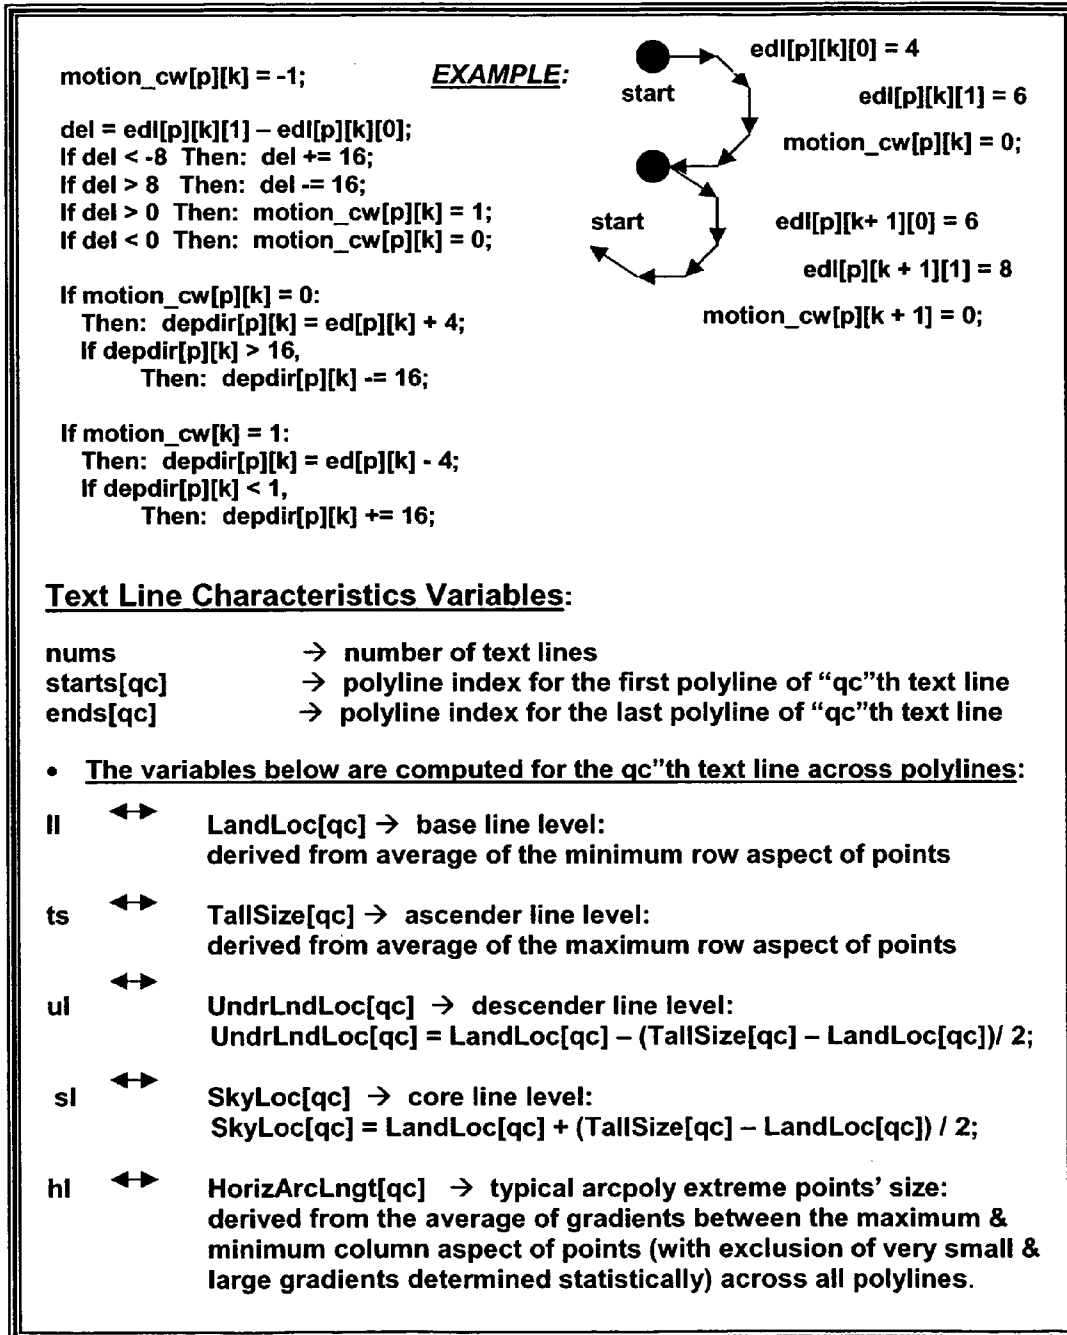 motion_cw[p][k] = -1;
EXAMPLE:
start
edl[p][k][0] = 4
edl[p][k][1] = 6
motion_cw[p][k] = 0;
del = edl[p][k][1] – edl[p][k][0];
If del < -8 Then: del += 16;
If del > 8 Then: del -= 16;
If del > 0 Then: motion_cw[p][k] = 1;
If del < 0 Then: motion_cw[p][k] = 0;
start
edl[p][k+ 1][0] = 6
edl[p][k + 1][1] = 8
motion_cw[p][k + 1] = 0;
If motion_cw[p][k] = 0:
Then: depdir[p][k] = ed[p][k] + 4;
If depdir[p][k] > 16,
Then: depdir[p][k] -= 16;
If motion_cw[k] = 1:
Then: depdir[p][k] = ed[p][k] - 4;
If depdir[p][k] < 1,
Then: depdir[p][k] += 16;
Text Line Characteristics Variables:
nums → number of text lines
starts[qc] → polyline index for the first polyline of “qc”th text line
ends[qc] → polyline index for the last polyline of “qc”th text line
• The variables below are computed for the qc”th text line across polylines:
ll ↔ LandLoc[qc] → base line level:
derived from average of the minimum row aspect of points
ts ↔ TallSize[qc] → ascender line level:
derived from average of the maximum row aspect of points
ul ↔ UndrLndLoc[qc] → descender line level:
UndrLndLoc[qc] = LandLoc[qc] – (TallSize[qc] – LandLoc[qc])/ 2;
sl ↔ SkyLoc[qc] → core line level:
SkyLoc[qc] = LandLoc[qc] + (TallSize[qc] – LandLoc[qc]) / 2;
hl ↔ HorizArcLngt[qc] → typical arcpoly extreme points’ size:
derived from the average of gradients between the maximum &
minimum column aspect of points (with exclusion of very small &
large gradients determined statistically) across all polylines.